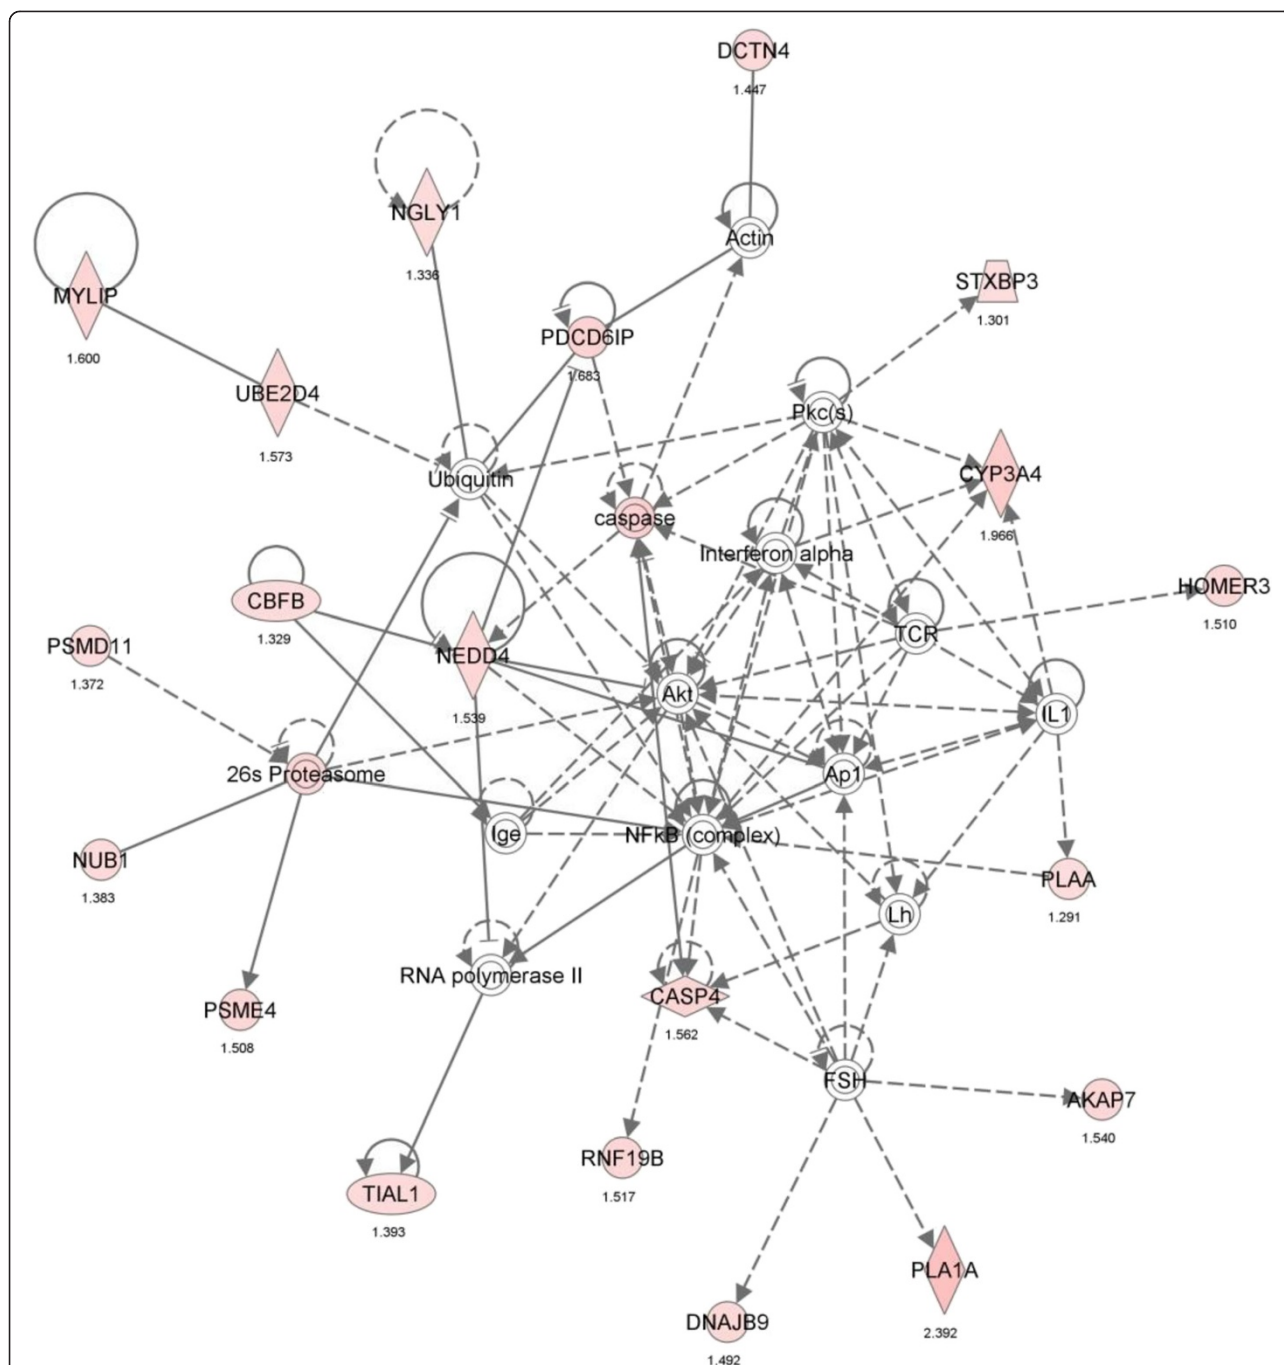 DCTN4
1.447
NGLY1
1.336
Actin
MYLIP
1.600
STXBP3
1.301
PDCD6IP
1.683
UBE2D4
1.573
Pkc(s)
Ubiquitin
CYP3A4
1.966
caspase
Interferon alpha
CBFB
1.329
HOMER3
1.510
PSMD11
1.372
NEDD4
1.539
TCR
Akt
IL1
26s Proteasome
Ap1
Ige
NFkB (complex)
NUB1
1.383
PLAA
1.291
Lh
RNA polymerase II
CASP4
1.562
PSME4
1.508
FSH
AKAP7
1.540
RNF19B
1.517
TIAL1
1.393
PLA1A
2.392
DNAJB9
1.492